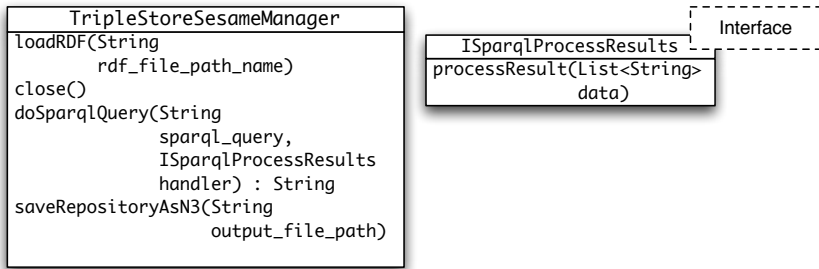 TripleStoreSesameManager
loadRDF(String
rdf_file_path_name)
close()
doSparqlQuery(String
sparql_query,
ISparqlProcessResults
handler) : String
saveRepositoryAsN3(String
output_file_path)
Interface
ISparqlProcessResults
processResult(List<String>
data)